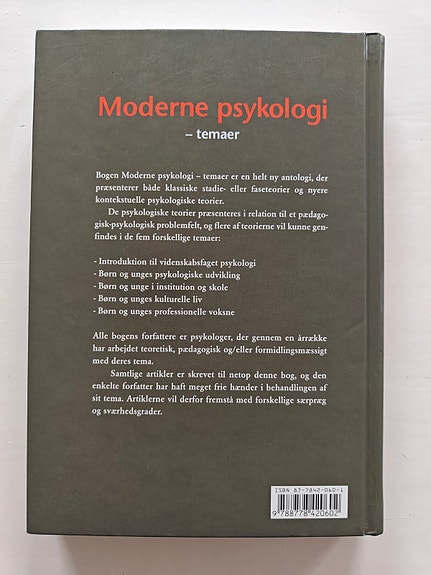 Moderne psykologi
– temaer
Bogen Moderne psykologi – temaer er en helt ny antologi, der
præsenterer både klassiske stadie- eller faseteorier og nyere
kontekstuelle psykologiske teorier.
De psykologiske teorier præsenteres i relation til et pædago-
gisk-psykologisk problemfelt, og flere af teorierne vil kunne gen-
findes i de fem forskellige temaer:
- Introduktion til videnskabsfaget psykologi
- Børn og unges psykologiske udvikling
- Børn og unge i institution og skole
- Børn og unges kulturelle liv
- Børn og unges professionelle voksne
Alle bogens forfattere er psykologer, der gennem en årrække
har arbejdet teoretisk, pædagogisk og/eller formidlingsmæssigt
med deres tema.
Samtlige artikler er skrevet til netop denne bog, og den
enkelte forfatter har haft meget frie hænder i behandlingen af
sit tema. Artiklerne vil derfor fremstå med forskellige særpræg
og sværhedsgrader.
ISBN 87-7842-060-1
9 788778 420602